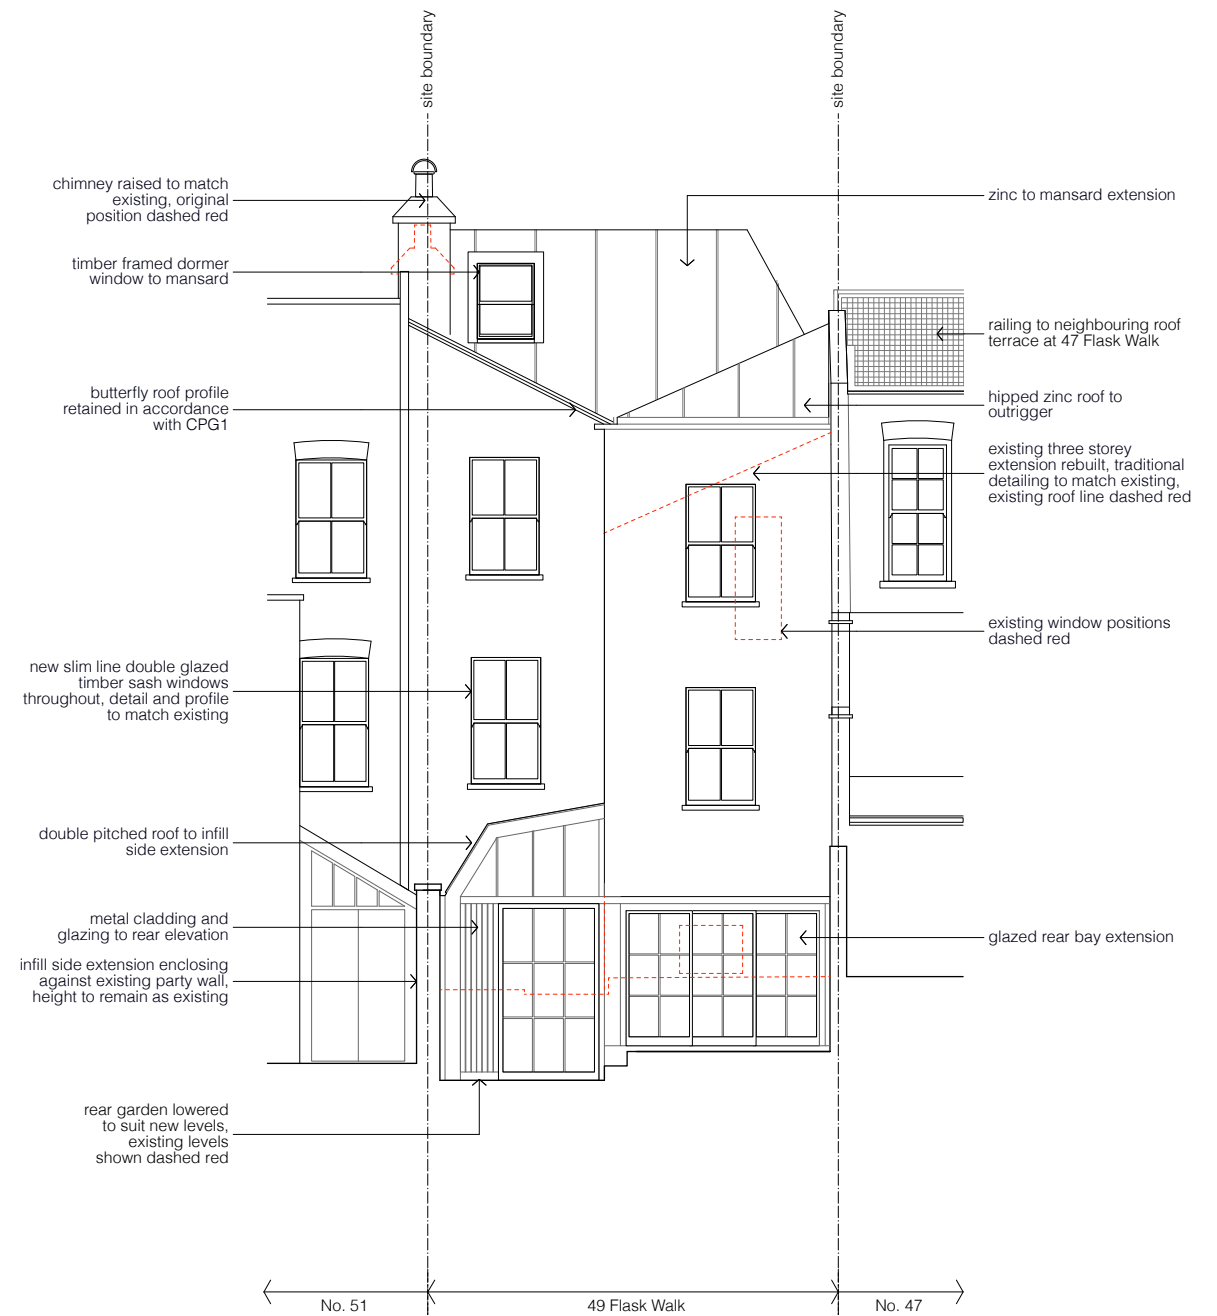 site boundary
site boundary
chimney raised to match
existing, original
position dashed red
timber framed dormer
window to mansard
butterfly roof profile
retained in accordance
with CPG1
new slim line double glazed
timber sash windows
throughout, detail and profile
to match existing
double pitched roof to infill
side extension
metal cladding and
glazing to rear elevation
infill side extension enclosing
against existing party wall,
height to remain as existing
rear garden lowered
to suit new levels,
existing levels
shown dashed red
zinc to mansard extension
railing to neighbouring roof
terrace at 47 Flask Walk
hipped zinc roof to
outrigger
existing three storey
extension rebuilt, traditional
detailing to match existing,
existing roof line dashed red
existing window positions
dashed red
glazed rear bay extension
No. 51
49 Flask Walk
No. 47